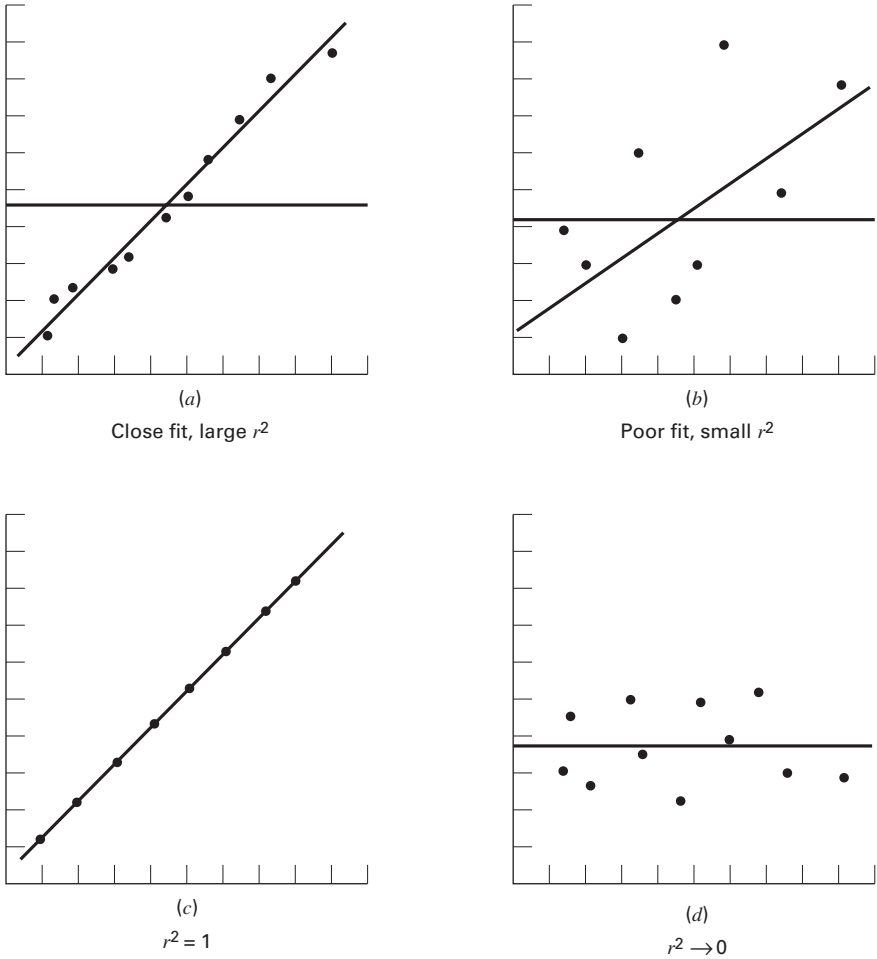 (a)
Close fit, large r²
(b)
Poor fit, small r²
(c)
r² = 1
(d)
r² → 0